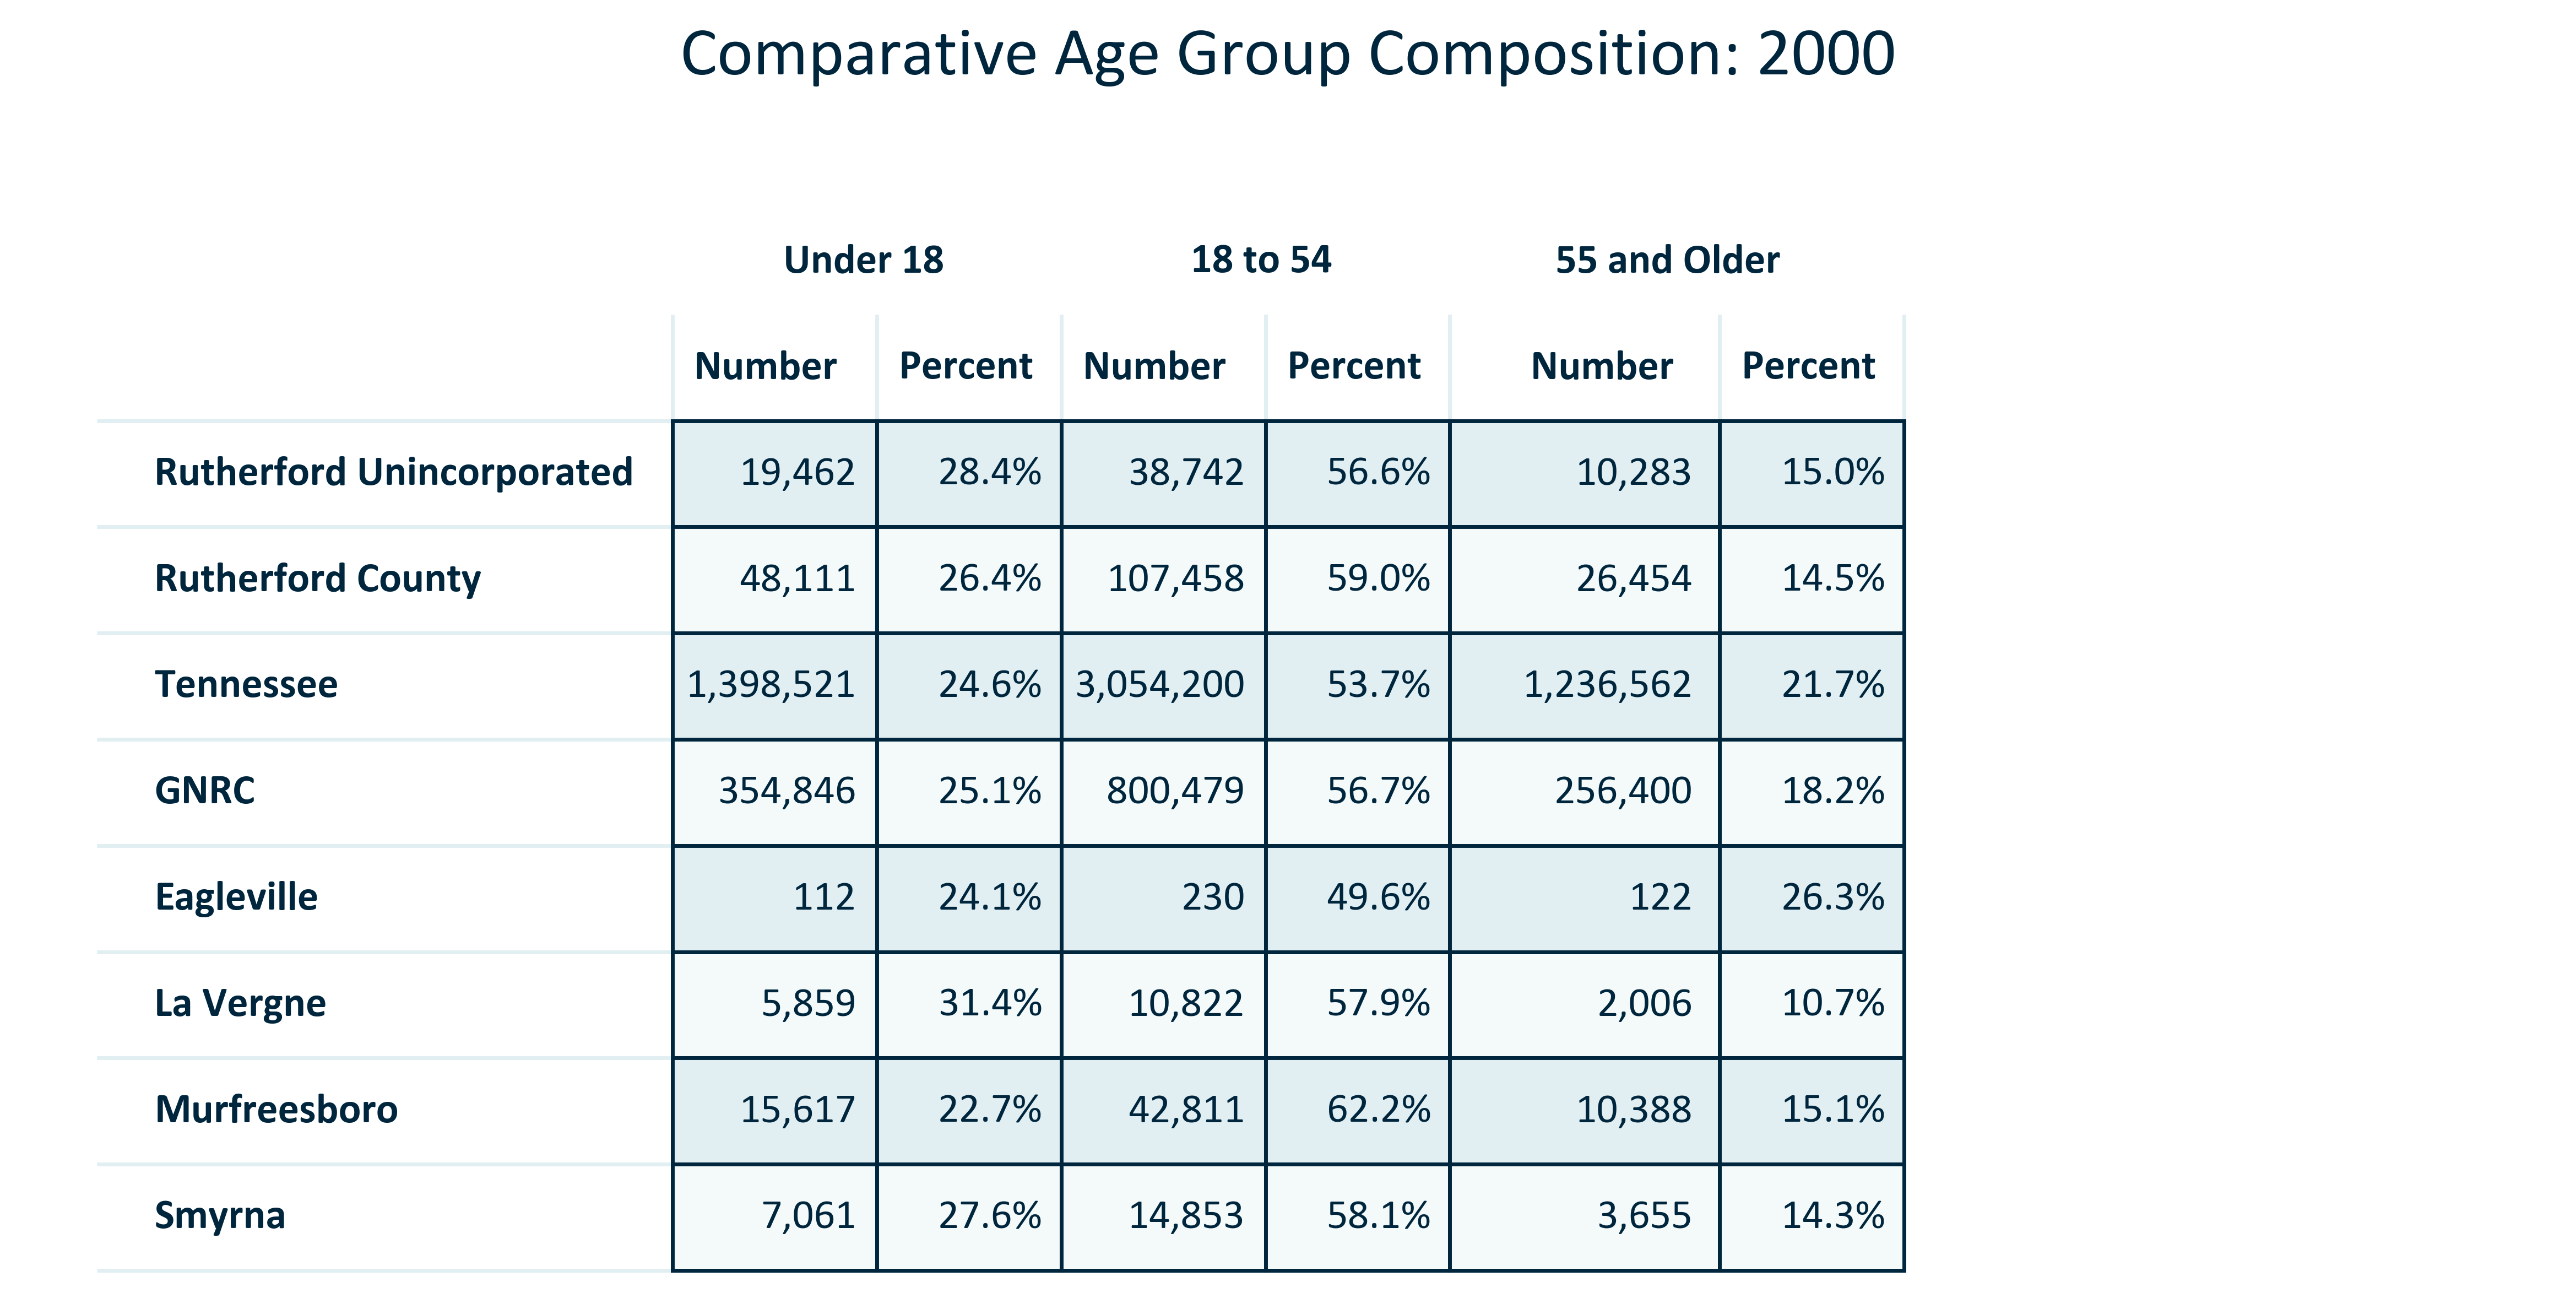 Comparative Age Group Composition: 2000
Under 18 18 to 54 55 and Older
Number Percent Number Percent Number Percent
Rutherford Unincorporated 19,462 28.4% 38,742 56.6% 10,283 15.0%
Rutherford County 48,111 26.4% 107,458 59.0% 26,454 14.5%
Tennessee 1,398,521 24.6% 3,054,200 53.7% 1,236,562 21.7%
GNRC 354,846 25.1% 800,479 56.7% 256,400 18.2%
Eagleville 112 24.1% 230 49.6% 122 26.3%
La Vergne 5,859 31.4% 10,822 57.9% 2,006 10.7%
Murfreesboro 15,617 22.7% 42,811 62.2% 10,388 15.1%
Smyrna 7,061 27.6% 14,853 58.1% 3,655 14.3%